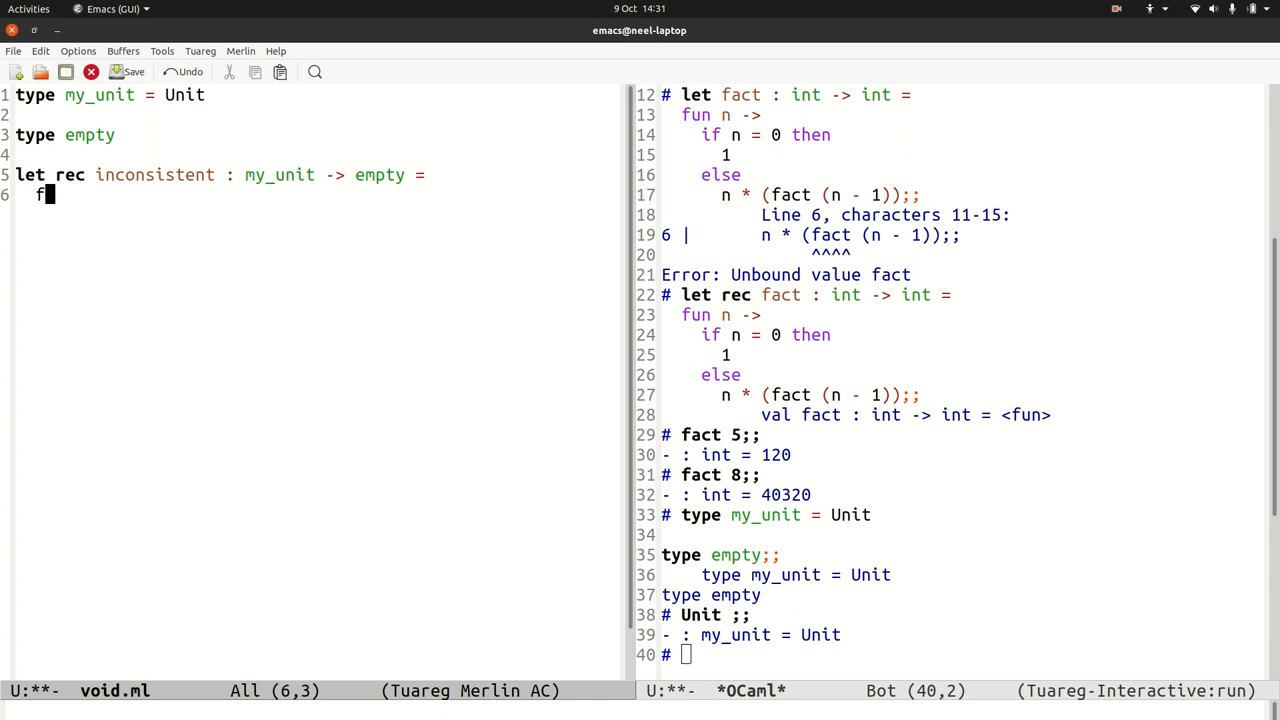 Activities Emacs (GUI) 9 Oct 14:31
emacs@neel-laptop
File Edit Options Buffers Tools Tuareg Merlin Help
Save Undo
1 type my_unit = Unit
2
3 type empty
4
5 let rec inconsistent : my_unit -> empty =
6   f
12 # let fact : int -> int =
13   fun n ->
14     if n = 0 then
15       1
16     else
17       n * (fact (n - 1));;
18           Line 6, characters 11-15:
19 6 |       n * (fact (n - 1));;
20                ^^^^
21 Error: Unbound value fact
22 # let rec fact : int -> int =
23   fun n ->
24     if n = 0 then
25       1
26     else
27       n * (fact (n - 1));;
28           val fact : int -> int = <fun>
29 # fact 5;;
30 - : int = 120
31 # fact 8;;
32 - : int = 40320
33 # type my_unit = Unit
34
35 type empty;;
36     type my_unit = Unit
37 type empty
38 # Unit ;;
39 - : my_unit = Unit
40 #
U:**- void.ml All (6,3) (Tuareg Merlin AC)
U:**- *OCaml* Bot (40,2) (Tuareg-Interactive:run)